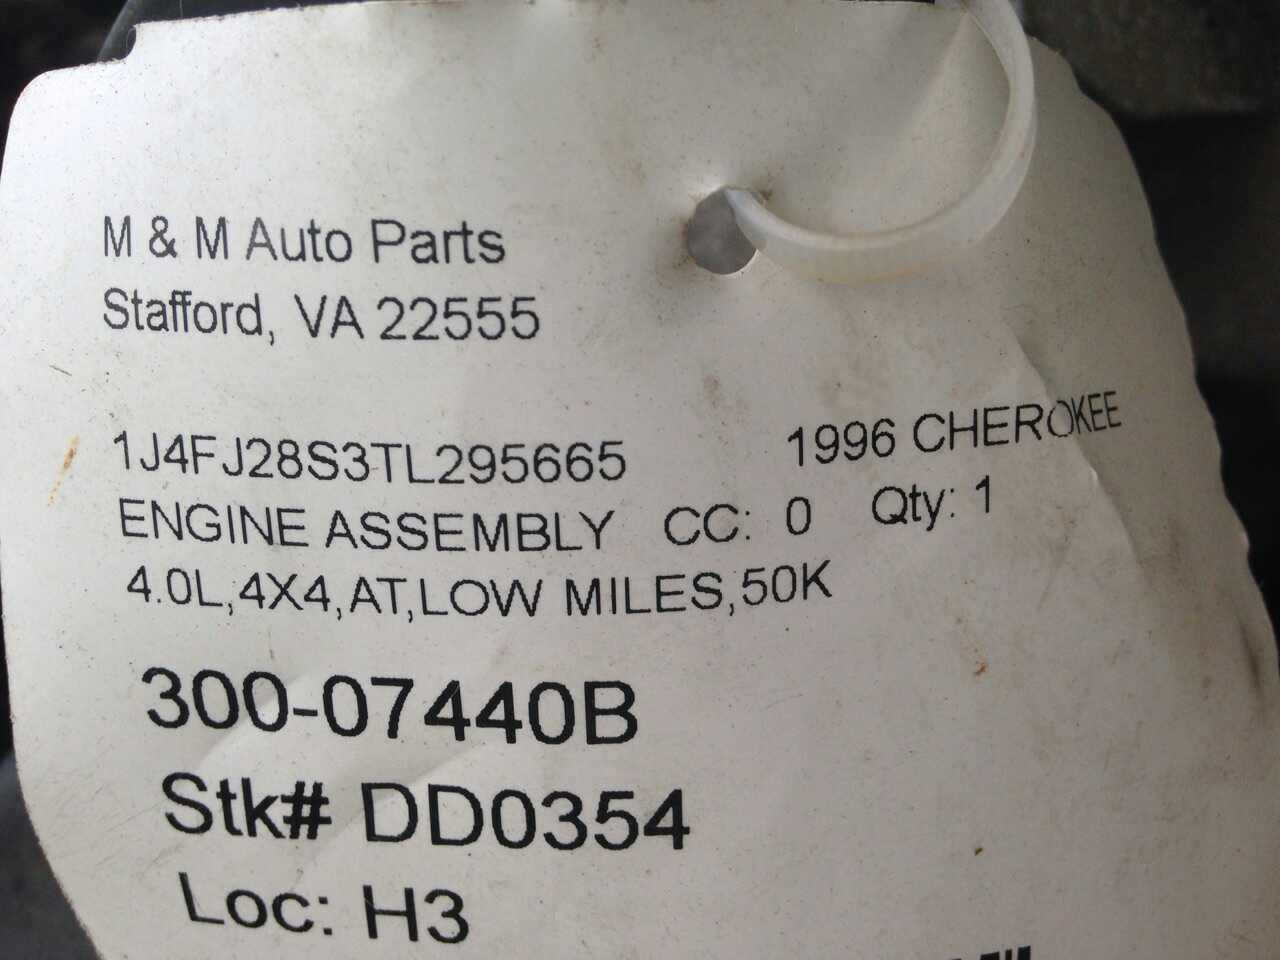 M & M Auto Parts
Stafford, VA 22555
1J4FJ28S3TL295665 1996 CHEROKEE
ENGINE ASSEMBLY CC: 0 Qty: 1
4.0L,4X4,AT,LOW MILES,50K
300-07440B
Stk# DD0354
Loc: H3